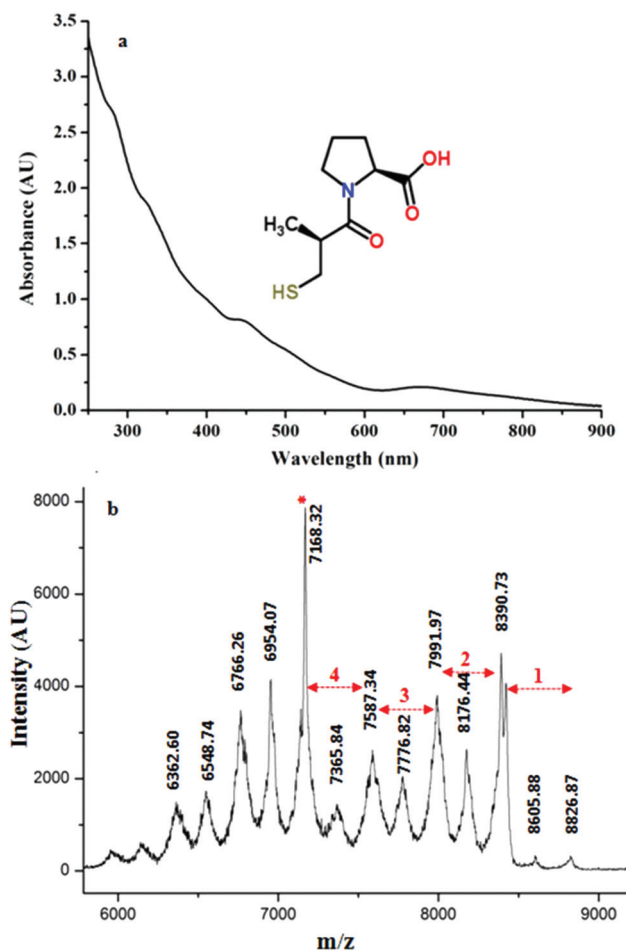 a
3.5
3.0
2.5
2.0
1.5
1.0
0.5
0.0
Absorbance (AU)
OH
N
O
H₃C
O
HS
300 400 500 600 700 800 900
Wavelength (nm)
b
8000
6000
4000
2000
0
Intensity (AU)
6362.60
6548.74
6766.26
6954.07
*
7168.32
7365.84
7587.34
7776.82
7991.97
8176.44
8390.73
8605.88
8826.87
4
3
2
1
6000 7000 8000 9000
m/z